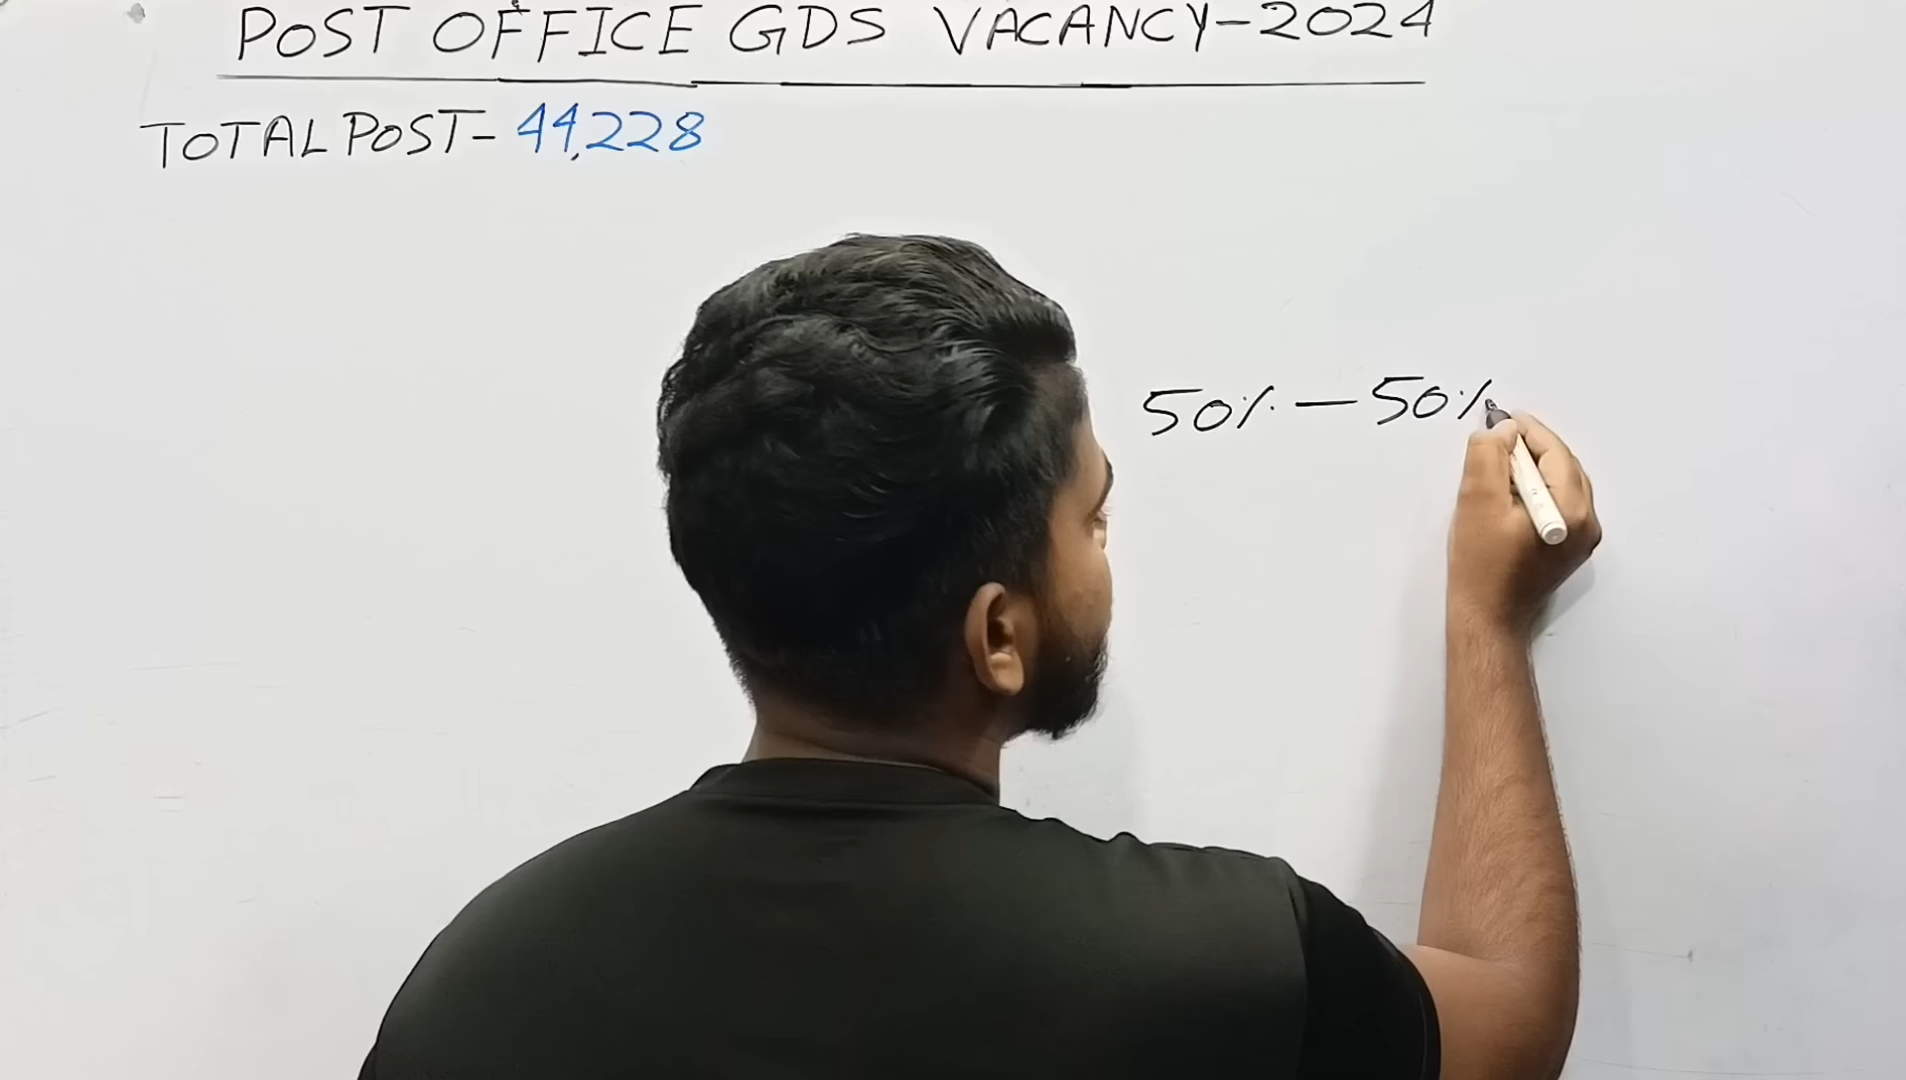 POST OFFICE GDS VACANCY-2024
TOTAL POST- 44,228
50% - 50%